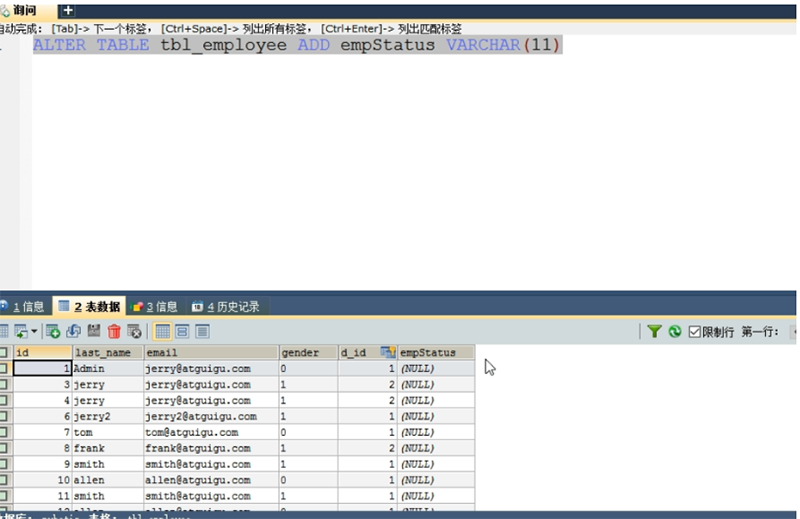 询问
自动完成: [Tab]-> 下一个标签， [Ctrl+Space]-> 列出所有标签， [Ctrl+Enter]-> 列出匹配标签
ALTER TABLE tbl_employee ADD empStatus VARCHAR(11)
1 信息 2 表数据 3 信息 4 历史记录
限制行 第一行:
id last_name email gender d_id empStatus
1 Admin jerry@atguigu.com 0 1 (NULL)
3 jerry jerry@atguigu.com 1 2 (NULL)
4 jerry jerry@atguigu.com 1 2 (NULL)
6 jerry2 jerry2@atguigu.com 1 1 (NULL)
7 tom tom@atguigu.com 0 1 (NULL)
8 frank frank@atguigu.com 1 2 (NULL)
9 smith smith@atguigu.com 1 1 (NULL)
10 allen allen@atguigu.com 0 1 (NULL)
11 smith smith@atguigu.com 1 1 (NULL)